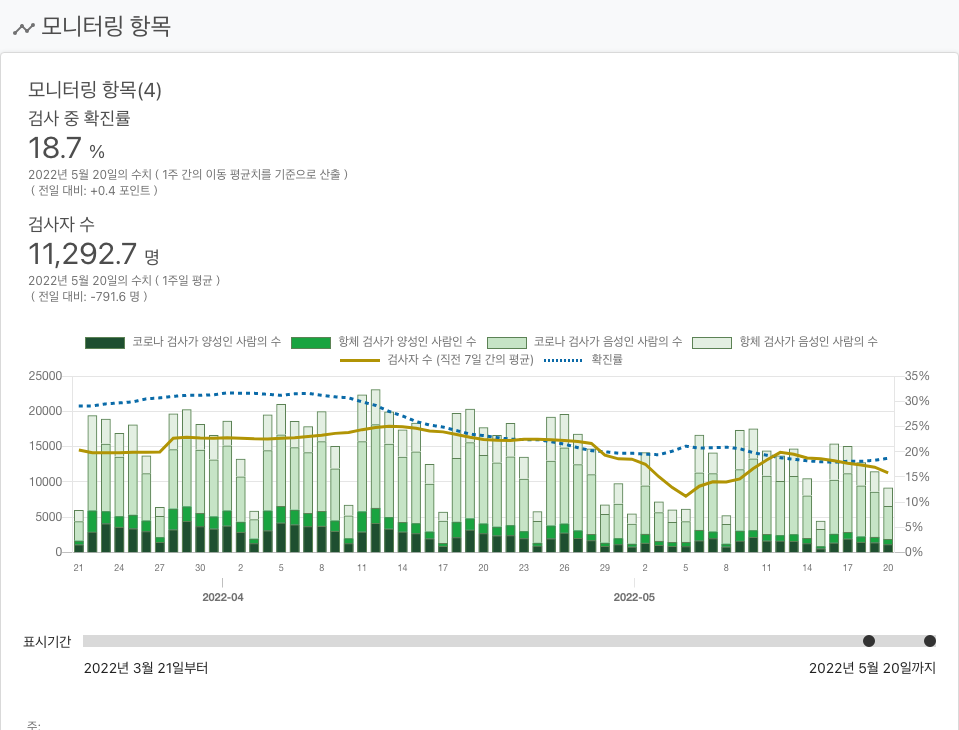 모니터링 항목
모니터링 항목(4)
검사 중 확진률
18.7 %
2022년 5월 20일의 수치 ( 1주 간의 이동 평균치를 기준으로 산출 )
( 전일 대비: +0.4 포인트 )
검사자 수
11,292.7 명
2022년 5월 20일의 수치 ( 1주일 평균 )
( 전일 대비: -791.6 명 )
코로나 검사가 양성인 사람의 수 항체 검사가 양성인 사람인 수 코로나 검사가 음성인 사람의 수 항체 검사가 음성인 사람의 수
검사자 수 (직전 7일 간의 평균) 확진률
25000 35%
20000 30%
15000 25%
10000 20%
5000 15%
0 10%
5%
0%
21 24 27 30 2 5 8 11 14 17 20 23 26 29 2 5 8 11 14 17 20
2022-04 2022-05
표시기간
2022년 3월 21일부터 2022년 5월 20일까지
주: